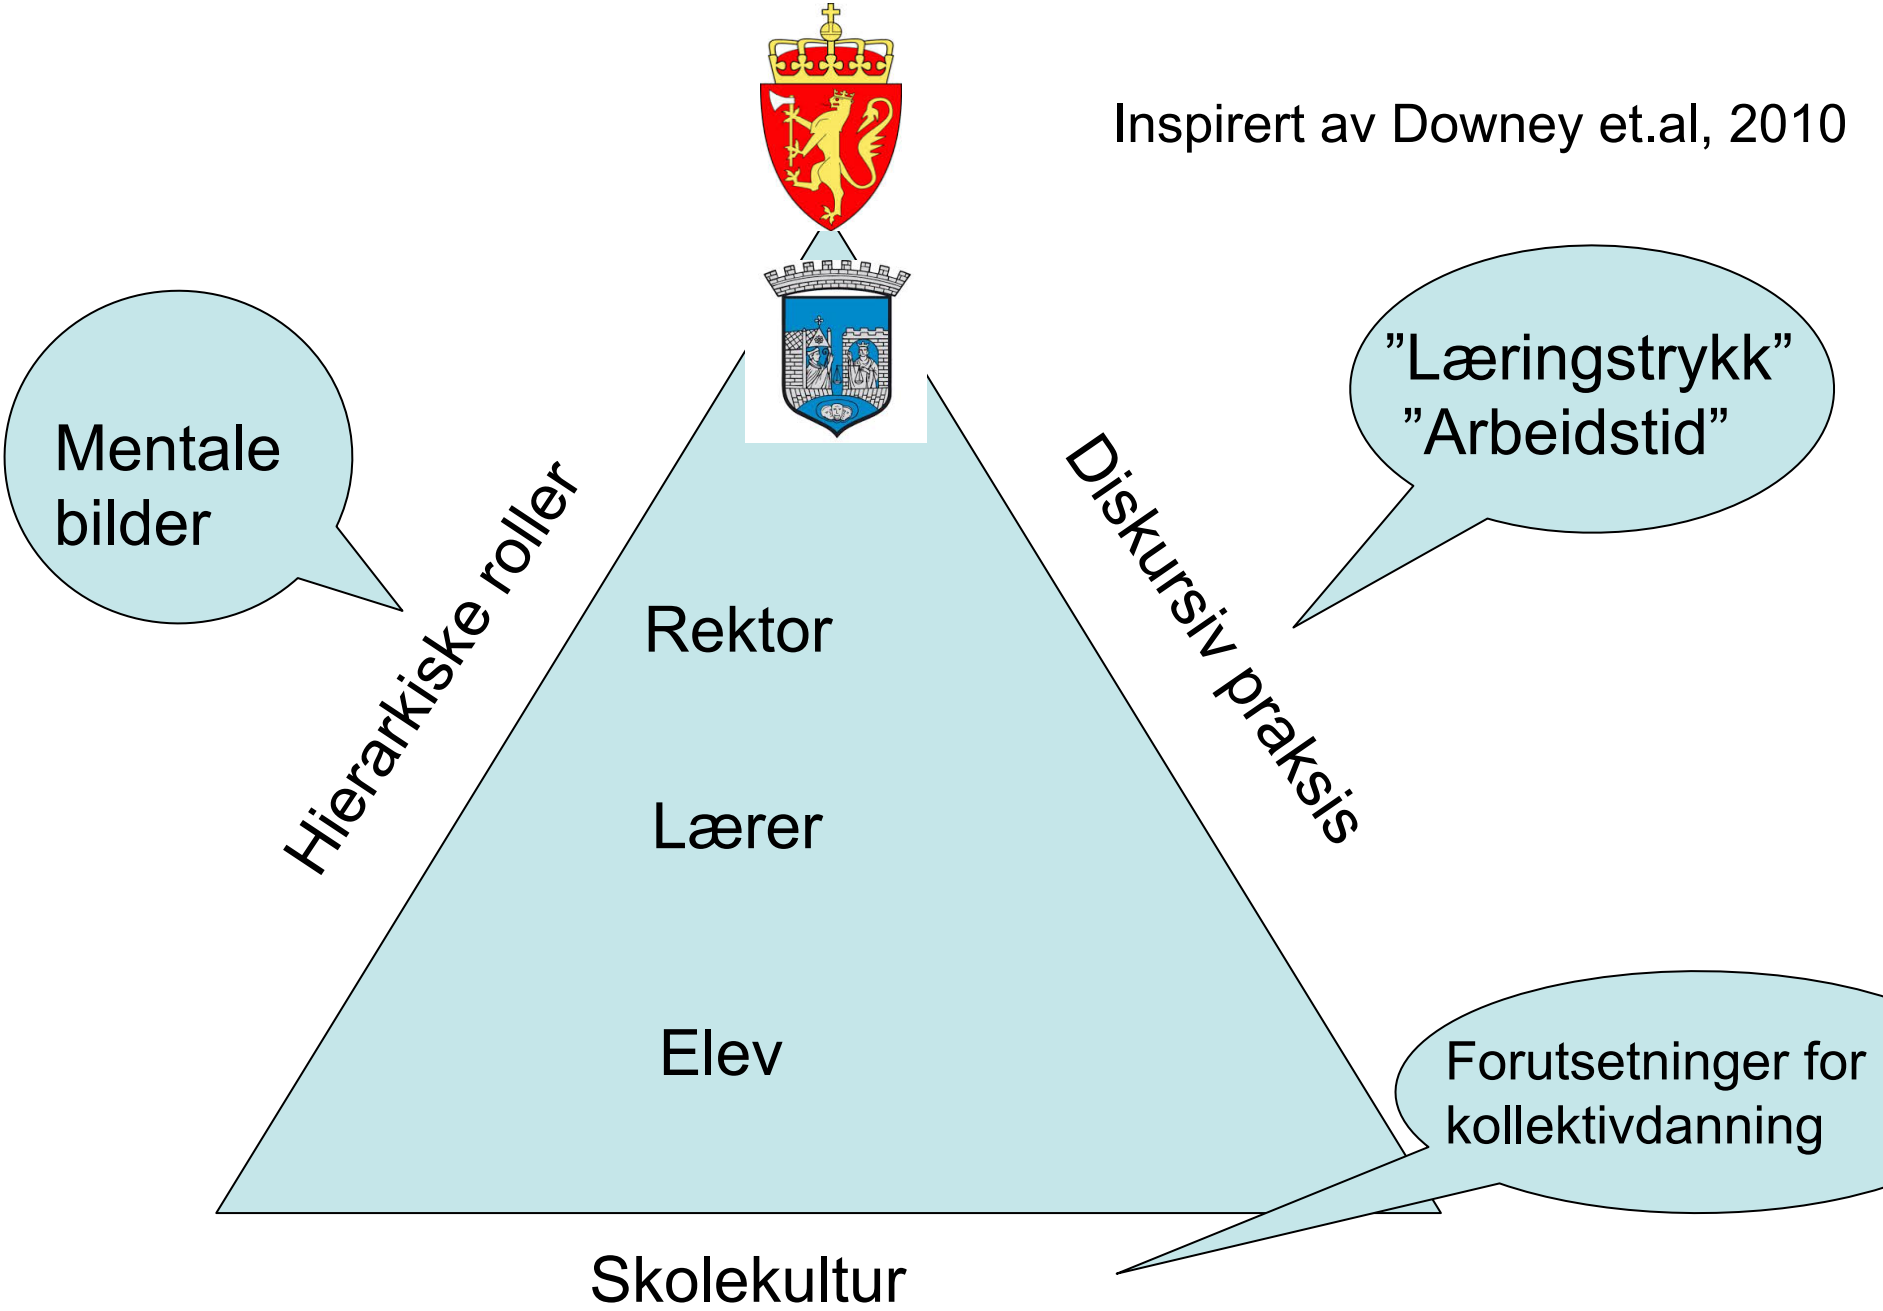 Inspirert av Downey et.al, 2010
”Læringstrykk”
”Arbeidstid”
Mentale
bilder
Hierarkiske roller
Diskursiv praksis
Rektor
Lærer
Elev
Forutsetninger for
kollektivdanning
Skolekultur